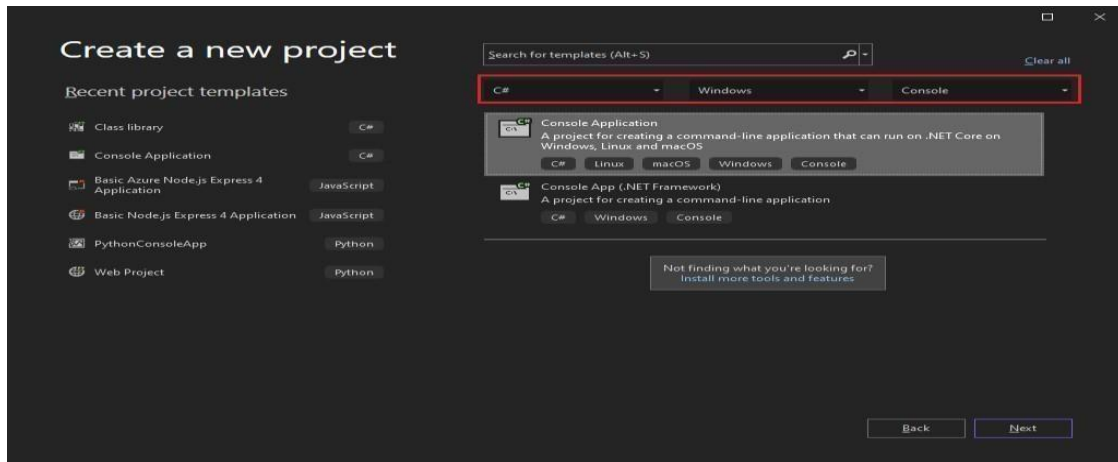 Create a new project
Recent project templates
Class library C#
Console Application C#
Basic Azure Node.js Express 4
Application JavaScript
Basic Node.js Express 4 Application JavaScript
PythonConsoleApp Python
Web Project Python
Search for templates (Alt+S)
Clear all
C# Windows Console
Console Application
A project for creating a command-line application that can run on .NET Core on
Windows, Linux and macOS
C# Linux macOS Windows Console
Console App (.NET Framework)
A project for creating a command-line application
C# Windows Console
Not finding what you're looking for?
Install more tools and features
Back Next